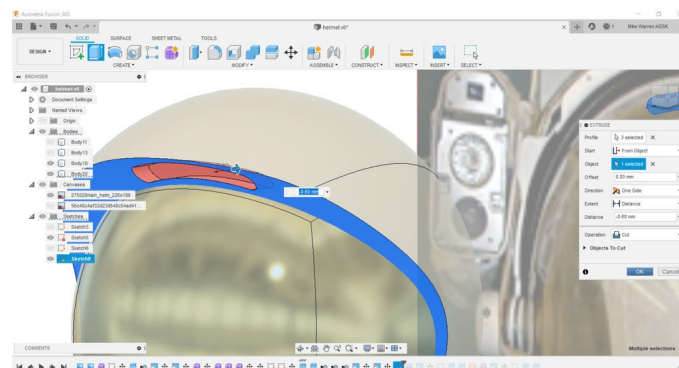 Autodesk Fusion 360
helmet v6*
Mike Warren ADSK
SOLID
SURFACE
SHEET METAL
TOOLS
DESIGN
CREATE
MODIFY
ASSEMBLE
CONSTRUCT
INSPECT
INSERT
SELECT
BROWSER
helmet v6
Document Settings
Named Views
Origin
Bodies
Body11
Body13
Body18
Body20
Canvases
Sketches
Sketch3
Sketch5
Sketch6
-0.60 mm
EXTRUDE
Profile
3 selected
Start
From Object
Object
1 selected
Offset
0.00 mm
Direction
One Side
Extent
Distance
Distance
-0.60 mm
Operation
Cut
Objects To Cut
OK
Cancel
COMMENTS
Multiple selections